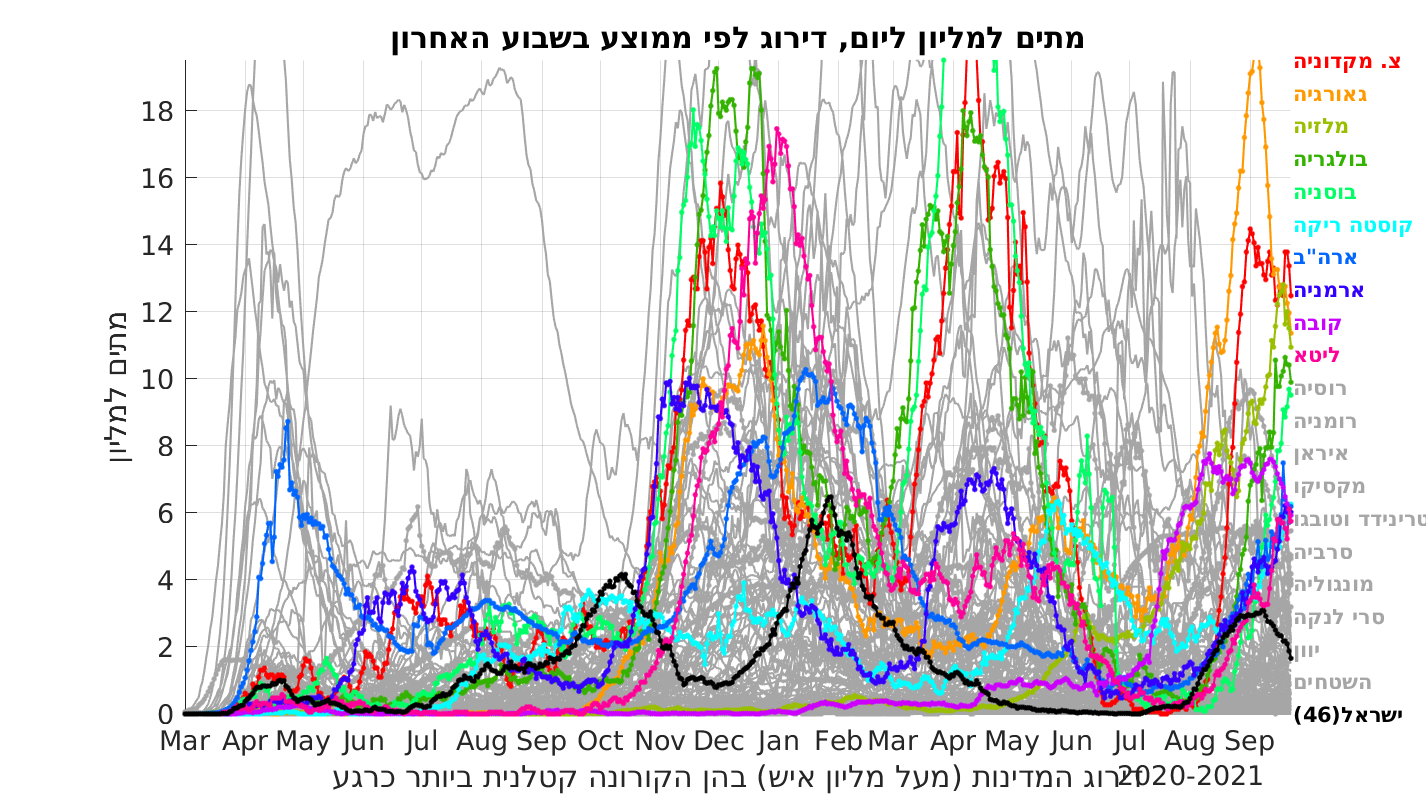 מתים למליון ליום, דירוג לפי ממוצע בשבוע האחרון
מתים למליון
18
16
14
12
10
8
6
4
2
0
Mar Apr May Jun Jul Aug Sep Oct Nov Dec Jan Feb Mar Apr May Jun Jul Aug Sep
דירוג המדינות (מעל מליון איש) בהן הקורונה קטלנית ביותר כרגע
2020-2021
צ. מקדוניה
גאורגיה
מלזיה
בולגריה
בוסניה
קוסטה ריקה
ארה"ב
ארמניה
קובה
ליטא
רוסיה
רומניה
איראן
מקסיקו
טרינידד וטובגו
סרביה
מונגוליה
סרי לנקה
יוון
השטחים
ישראל(46)